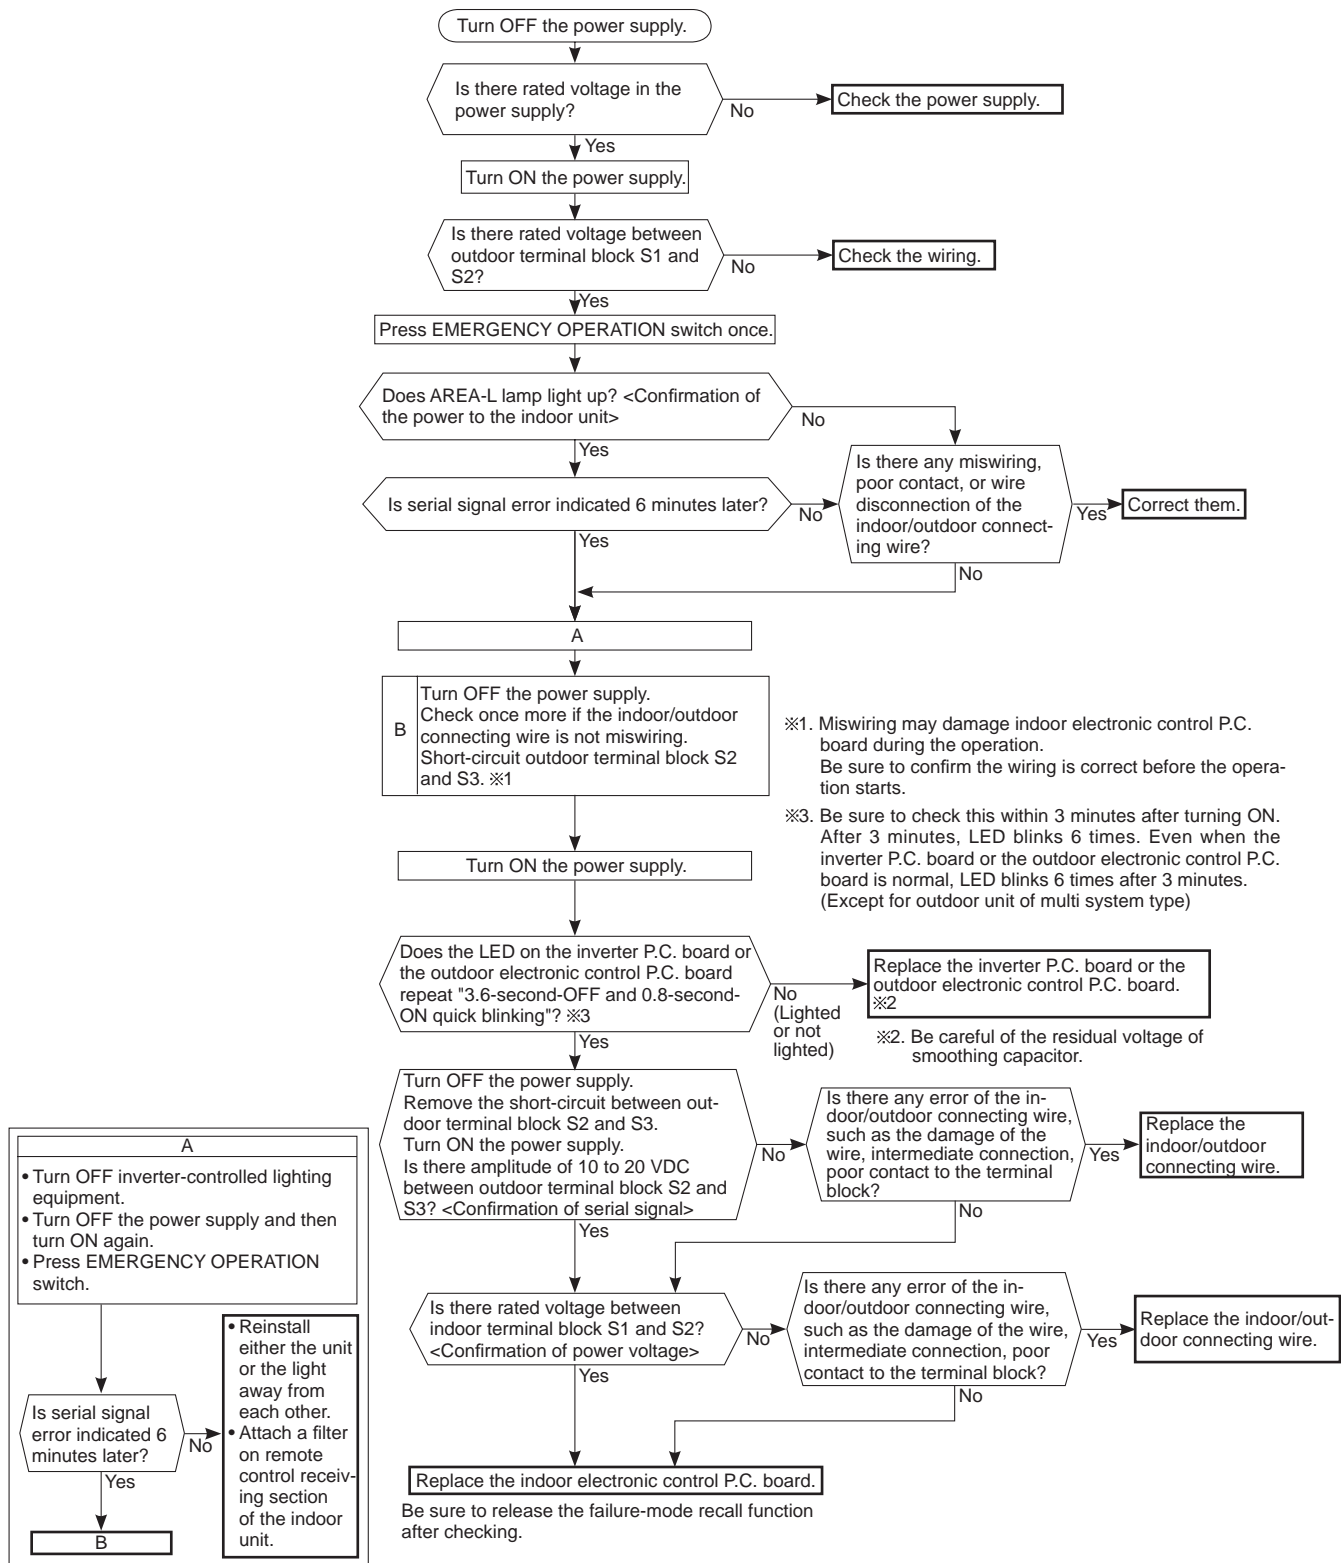 Turn OFF the power supply.
Is there rated voltage in the
power supply?
No
Check the power supply.
Yes
Turn ON the power supply.
Is there rated voltage between
outdoor terminal block S1 and
S2?
No
Check the wiring.
Yes
Press EMERGENCY OPERATION switch once.
Does AREA-L lamp light up? <Confirmation of
the power to the indoor unit>
No
Yes
Is serial signal error indicated 6 minutes later?
No
Is there any miswiring,
poor contact, or wire
disconnection of the
indoor/outdoor connect-
ing wire?
Yes
Correct them.
Yes
No
A
B
Turn OFF the power supply.
Check once more if the indoor/outdoor
connecting wire is not miswiring.
Short-circuit outdoor terminal block S2
and S3. ※1
※1. Miswiring may damage indoor electronic control P.C.
board during the operation.
Be sure to confirm the wiring is correct before the opera-
tion starts.
※3. Be sure to check this within 3 minutes after turning ON.
After 3 minutes, LED blinks 6 times. Even when the
inverter P.C. board or the outdoor electronic control P.C.
board is normal, LED blinks 6 times after 3 minutes.
(Except for outdoor unit of multi system type)
Turn ON the power supply.
Does the LED on the inverter P.C. board or
the outdoor electronic control P.C. board
repeat "3.6-second-OFF and 0.8-second-
ON quick blinking"? ※3
No
(Lighted
or not
lighted)
Replace the inverter P.C. board or the
outdoor electronic control P.C. board.
※2
※2. Be careful of the residual voltage of
smoothing capacitor.
Yes
Turn OFF the power supply.
Remove the short-circuit between out-
door terminal block S2 and S3.
Turn ON the power supply.
Is there amplitude of 10 to 20 VDC
between outdoor terminal block S2 and
S3? <Confirmation of serial signal>
No
Is there any error of the in-
door/outdoor connecting wire,
such as the damage of the
wire, intermediate connection,
poor contact to the terminal
block?
Yes
Replace the
indoor/outdoor
connecting wire.
No
Yes
Is there rated voltage between
indoor terminal block S1 and S2?
<Confirmation of power voltage>
No
Is there any error of the in-
door/outdoor connecting wire,
such as the damage of the wire,
intermediate connection, poor
contact to the terminal block?
Yes
Replace the indoor/out-
door connecting wire.
Yes
No
Replace the indoor electronic control P.C. board.
Be sure to release the failure-mode recall function
after checking.
A
• Turn OFF inverter-controlled lighting
equipment.
• Turn OFF the power supply and then
turn ON again.
• Press EMERGENCY OPERATION
switch.
Is serial signal
error indicated 6
minutes later?
No
• Reinstall
either the unit
or the light
away from
each other.
• Attach a filter
on remote
control receiv-
ing section
of the indoor
unit.
Yes
B